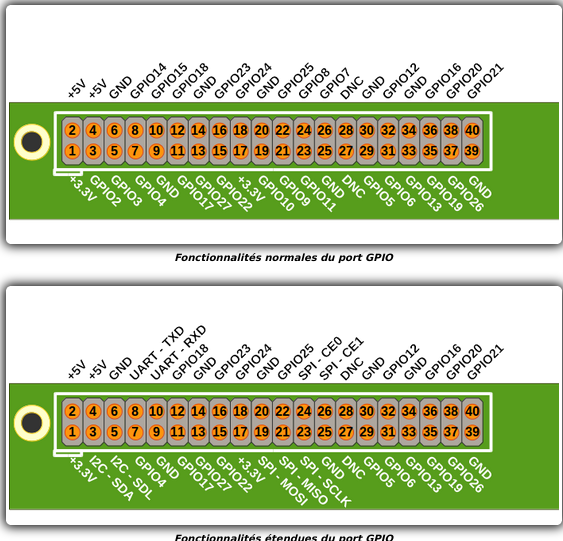 +5V +5V GND GPIO14 GPIO15 GPIO18 GND GPIO23 GPIO24 GND GPIO25 GPIO8 GPIO7 DNC GND GPIO12 GND GPIO16 GPIO20 GPIO21
2 4 6 8 10 12 14 16 18 20 22 24 26 28 30 32 34 36 38 40
1 3 5 7 9 11 13 15 17 19 21 23 25 27 29 31 33 35 37 39
+3.3V GPIO2 GPIO3 GPIO4 GND GPIO17 GPIO27 GPIO22 +3.3V GPIO10 GPIO9 GPIO11 GND DNC GPIO5 GPIO6 GPIO13 GPIO19 GPIO26 GND
Fonctionnalités normales du port GPIO
+5V +5V GND UART - TXD UART - RXD GPIO18 GND GPIO23 GPIO24 GND GPIO25 SPI - CE0 SPI - CE1 DNC GND GPIO12 GND GPIO16 GPIO20 GPIO21
2 4 6 8 10 12 14 16 18 20 22 24 26 28 30 32 34 36 38 40
1 3 5 7 9 11 13 15 17 19 21 23 25 27 29 31 33 35 37 39
+3.3V I2C - SDA I2C - SDL GPIO4 GND GPIO17 GPIO27 GPIO22 +3.3V SPI - MOSI SPI - MISO SPI - SCLK GND DNC GPIO5 GPIO6 GPIO13 GPIO19 GPIO26 GND
Fonctionnalités étendues du port GPIO